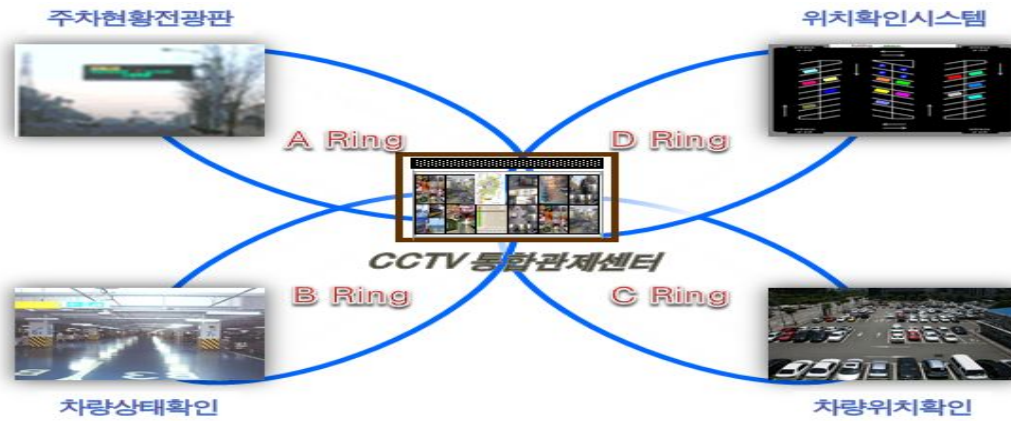 주차현황전광판
위치확인시스템
A Ring
D Ring
CCTV 통합관제센터
B Ring
C Ring
차량상태확인
차량위치확인